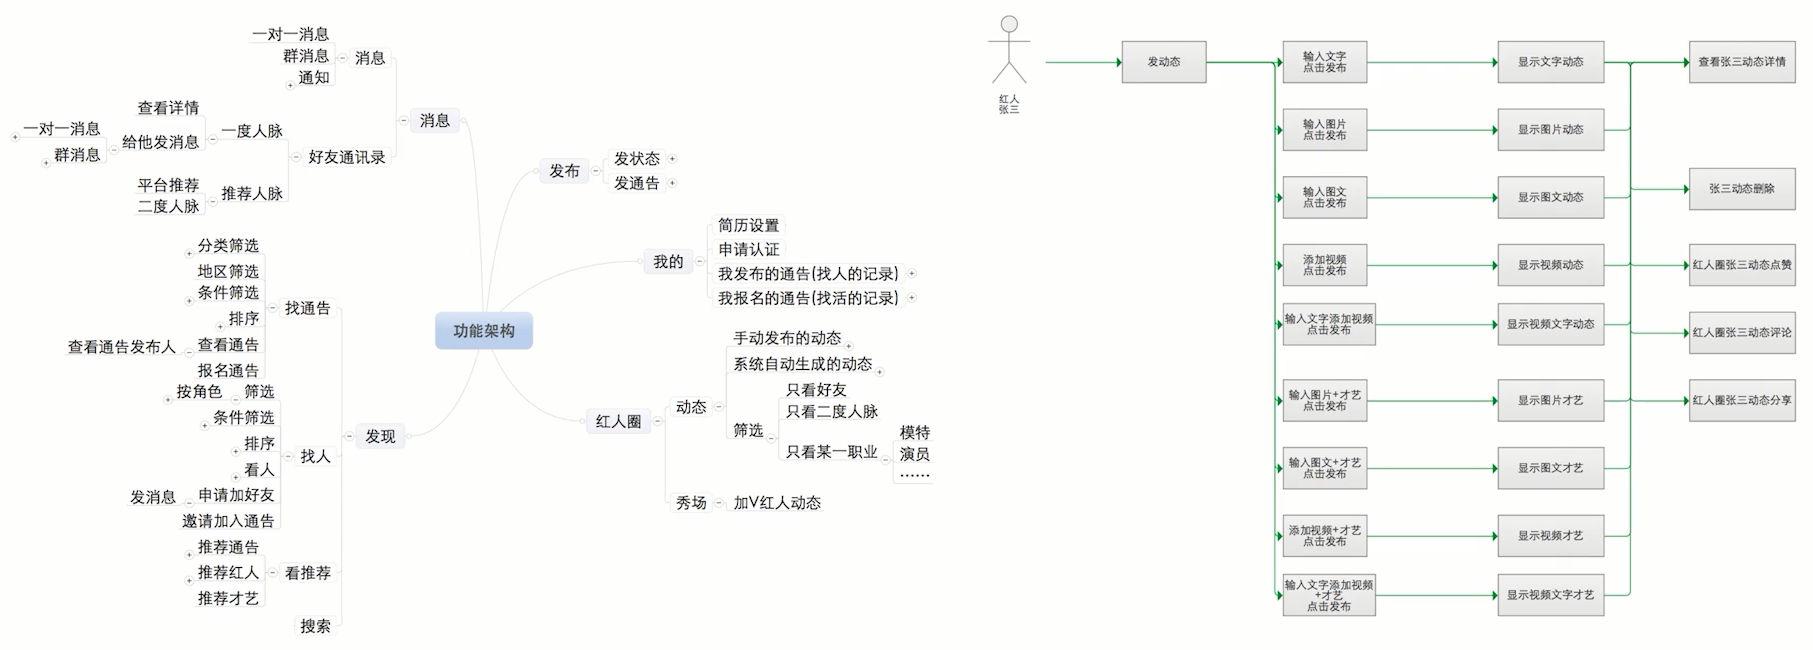 功能架构
消息
消息
一对一消息
群消息
通知
好友通讯录
一度人脉
查看详情
给他发消息
一对一消息
群消息
推荐人脉
平台推荐
二度人脉
发现
找通告
分类筛选
地区筛选
条件筛选
排序
查看通告
查看通告发布人
报名通告
找人
筛选
按角色
条件筛选
排序
看人
申请加好友
发消息
邀请加入通告
看推荐
推荐通告
推荐红人
推荐才艺
搜索
发布
发状态
发通告
我的
简历设置
申请认证
我发布的通告(找人的记录)
我报名的通告(找活的记录)
红人圈
动态
手动发布的动态
系统自动生成的动态
筛选
只看好友
只看二度人脉
只看某一职业
模特
演员
……
秀场
加V红人动态
红人
张三
发动态
输入文字
点击发布
显示文字动态
查看张三动态详情
输入图片
点击发布
显示图片动态
输入图文
点击发布
显示图文动态
张三动态删除
添加视频
点击发布
显示视频动态
红人圈张三动态点赞
输入文字添加视频
点击发布
显示视频文字动态
红人圈张三动态评论
输入图片+才艺
点击发布
显示图片才艺
红人圈张三动态分享
输入图文+才艺
点击发布
显示图文才艺
添加视频+才艺
点击发布
显示视频才艺
输入文字添加视频
+才艺
点击发布
显示视频文字才艺